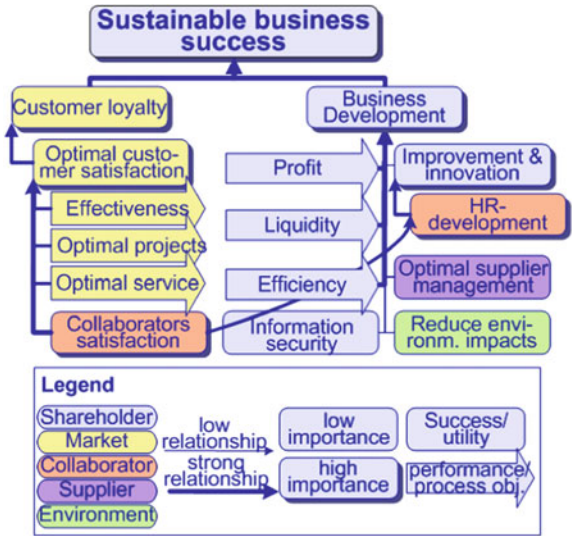 Sustainable business
success
Customer loyalty
Business
Development
Optimal custo-
mer satisfaction
Profit
Improvement &
innovation
Effectiveness
HR-
development
Liquidity
Optimal projects
Optimal service
Efficiency
Optimal supplier
management
Collaborators
satisfaction
Information
security
Reduce envi-
ronm. impacts
Legend
Shareholder
Market
Collaborator
Supplier
Environment
low
relationship
strong
relationship
low
importance
high
importance
Success/
utility
performance/
process obj.